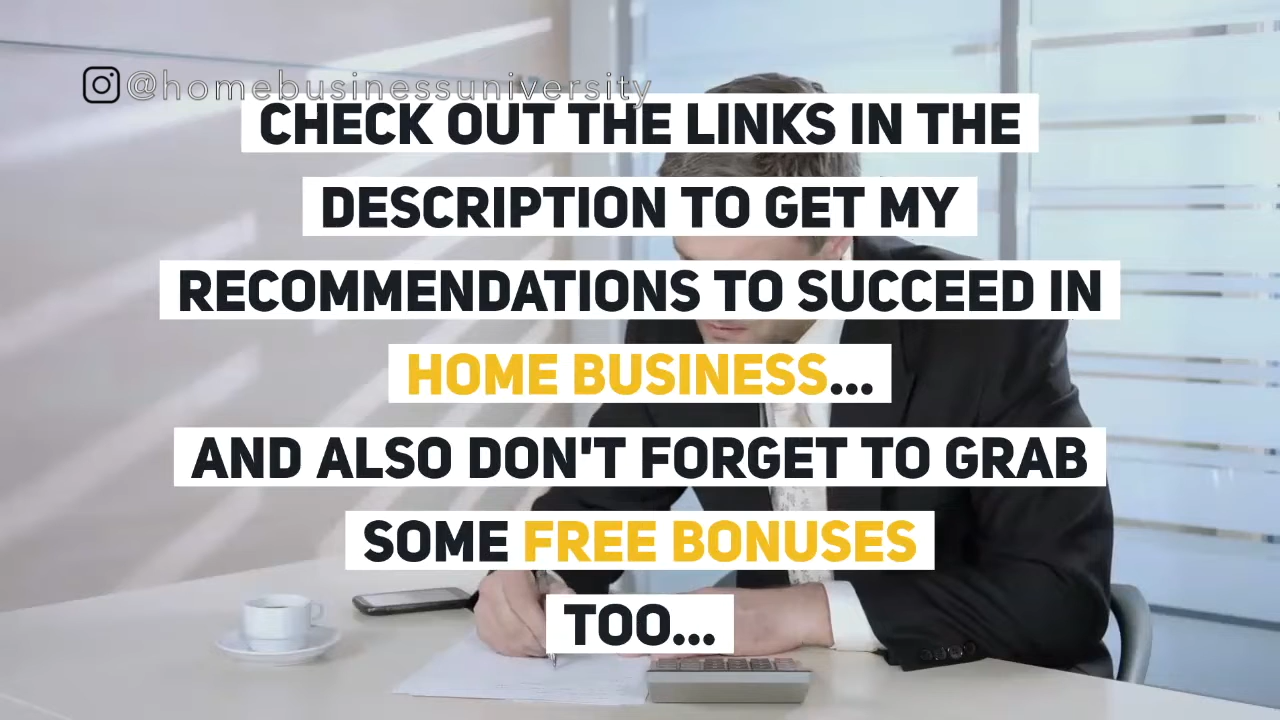 @homebusinessuniversity
CHECK OUT THE LINKS IN THE
DESCRIPTION TO GET MY
RECOMMENDATIONS TO SUCCEED IN
HOME BUSINESS...
AND ALSO DON'T FORGET TO GRAB
SOME FREE BONUSES
TOO...